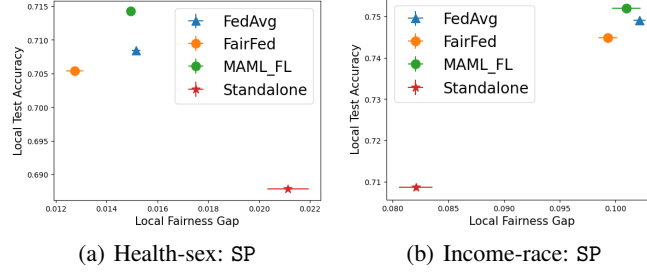 0.715
0.710
0.705
0.700
0.695
0.690
Local Test Accuracy
FedAvg
FairFed
MAML_FL
Standalone
0.012 0.014 0.016 0.018 0.020 0.022
Local Fairness Gap
(a) Health-sex: SP
0.75
0.74
0.73
0.72
0.71
Local Test Accuracy
FedAvg
FairFed
MAML_FL
Standalone
0.080 0.085 0.090 0.095 0.100
Local Fairness Gap
(b) Income-race: SP